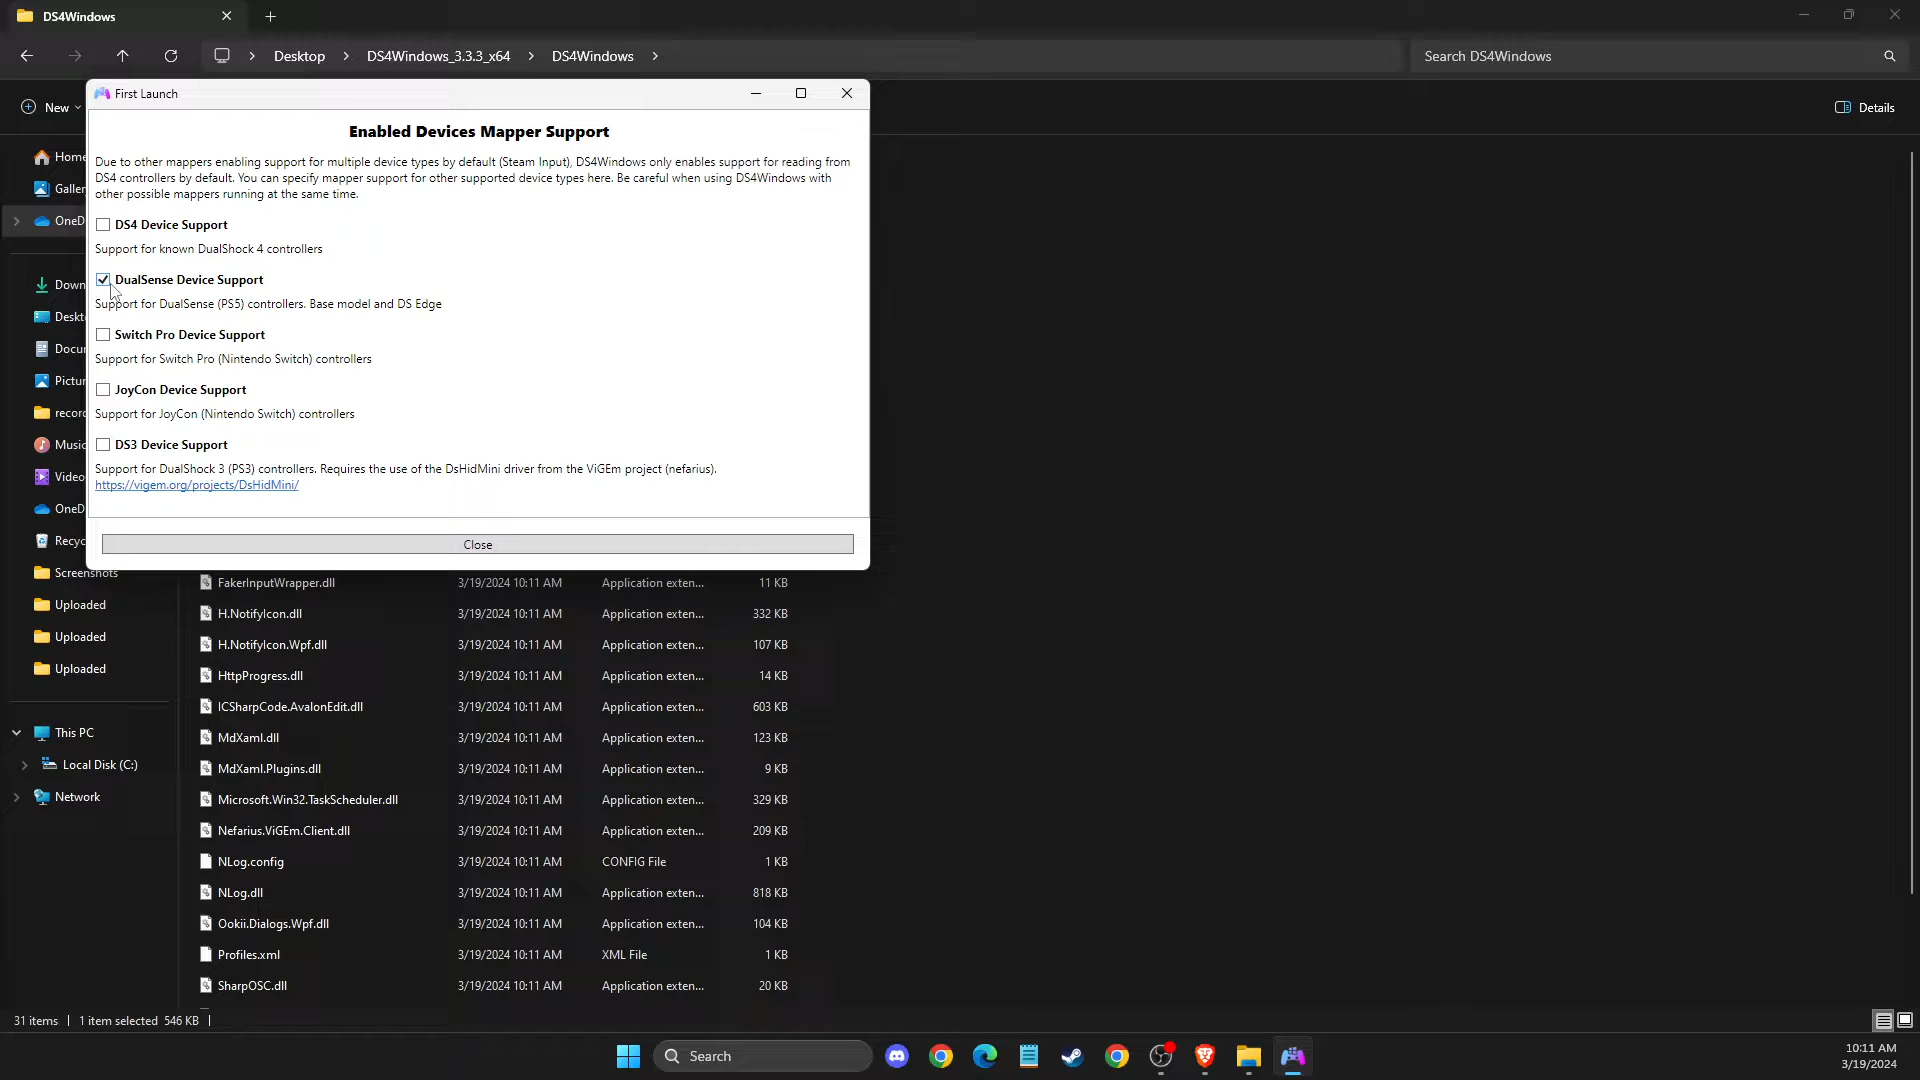 DS4Windows
Desktop > DS4Windows_3.3.3_x64 > DS4Windows >
Search DS4Windows
New
Details
First Launch
Enabled Devices Mapper Support
Due to other mappers enabling support for multiple device types by default (Steam Input), DS4Windows only enables support for reading from
DS4 controllers by default. You can specify mapper support for other supported device types here. Be careful when using DS4Windows with
other possible mappers running at the same time.
DS4 Device Support
Support for known DualShock 4 controllers
DualSense Device Support
Support for DualSense (PS5) controllers. Base model and DS Edge
Switch Pro Device Support
Support for Switch Pro (Nintendo Switch) controllers
JoyCon Device Support
Support for JoyCon (Nintendo Switch) controllers
DS3 Device Support
Support for DualShock 3 (PS3) controllers. Requires the use of the DsHidMini driver from the ViGEm project (nefarius).
https://vigem.org/projects/DsHidMini/
Close
Home
Galler
OneD
Down
Deskt
Docu
Pictur
recor
Music
Video
OneD
Recyc
Screenshots
Uploaded
Uploaded
Uploaded
This PC
Local Disk (C:)
Network
FakerInputWrapper.dll 3/19/2024 10:11 AM Application exten... 11 KB
H.NotifyIcon.dll 3/19/2024 10:11 AM Application exten... 332 KB
H.NotifyIcon.Wpf.dll 3/19/2024 10:11 AM Application exten... 107 KB
HttpProgress.dll 3/19/2024 10:11 AM Application exten... 14 KB
ICSharpCode.AvalonEdit.dll 3/19/2024 10:11 AM Application exten... 603 KB
MdXaml.dll 3/19/2024 10:11 AM Application exten... 123 KB
MdXaml.Plugins.dll 3/19/2024 10:11 AM Application exten... 9 KB
Microsoft.Win32.TaskScheduler.dll 3/19/2024 10:11 AM Application exten... 329 KB
Nefarius.ViGEm.Client.dll 3/19/2024 10:11 AM Application exten... 209 KB
NLog.config 3/19/2024 10:11 AM CONFIG File 1 KB
NLog.dll 3/19/2024 10:11 AM Application exten... 818 KB
Ookii.Dialogs.Wpf.dll 3/19/2024 10:11 AM Application exten... 104 KB
Profiles.xml 3/19/2024 10:11 AM XML File 1 KB
SharpOSC.dll 3/19/2024 10:11 AM Application exten... 20 KB
31 items | 1 item selected 546 KB |
Search
10:11 AM
3/19/2024